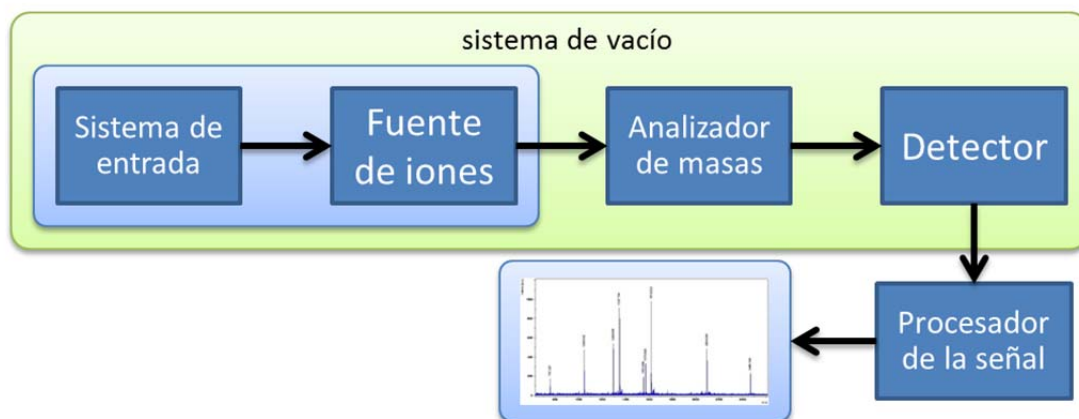 sistema de vacío
Sistema de
entrada
Fuente
de iones
Analizador
de masas
Detector
Procesador
de la señal